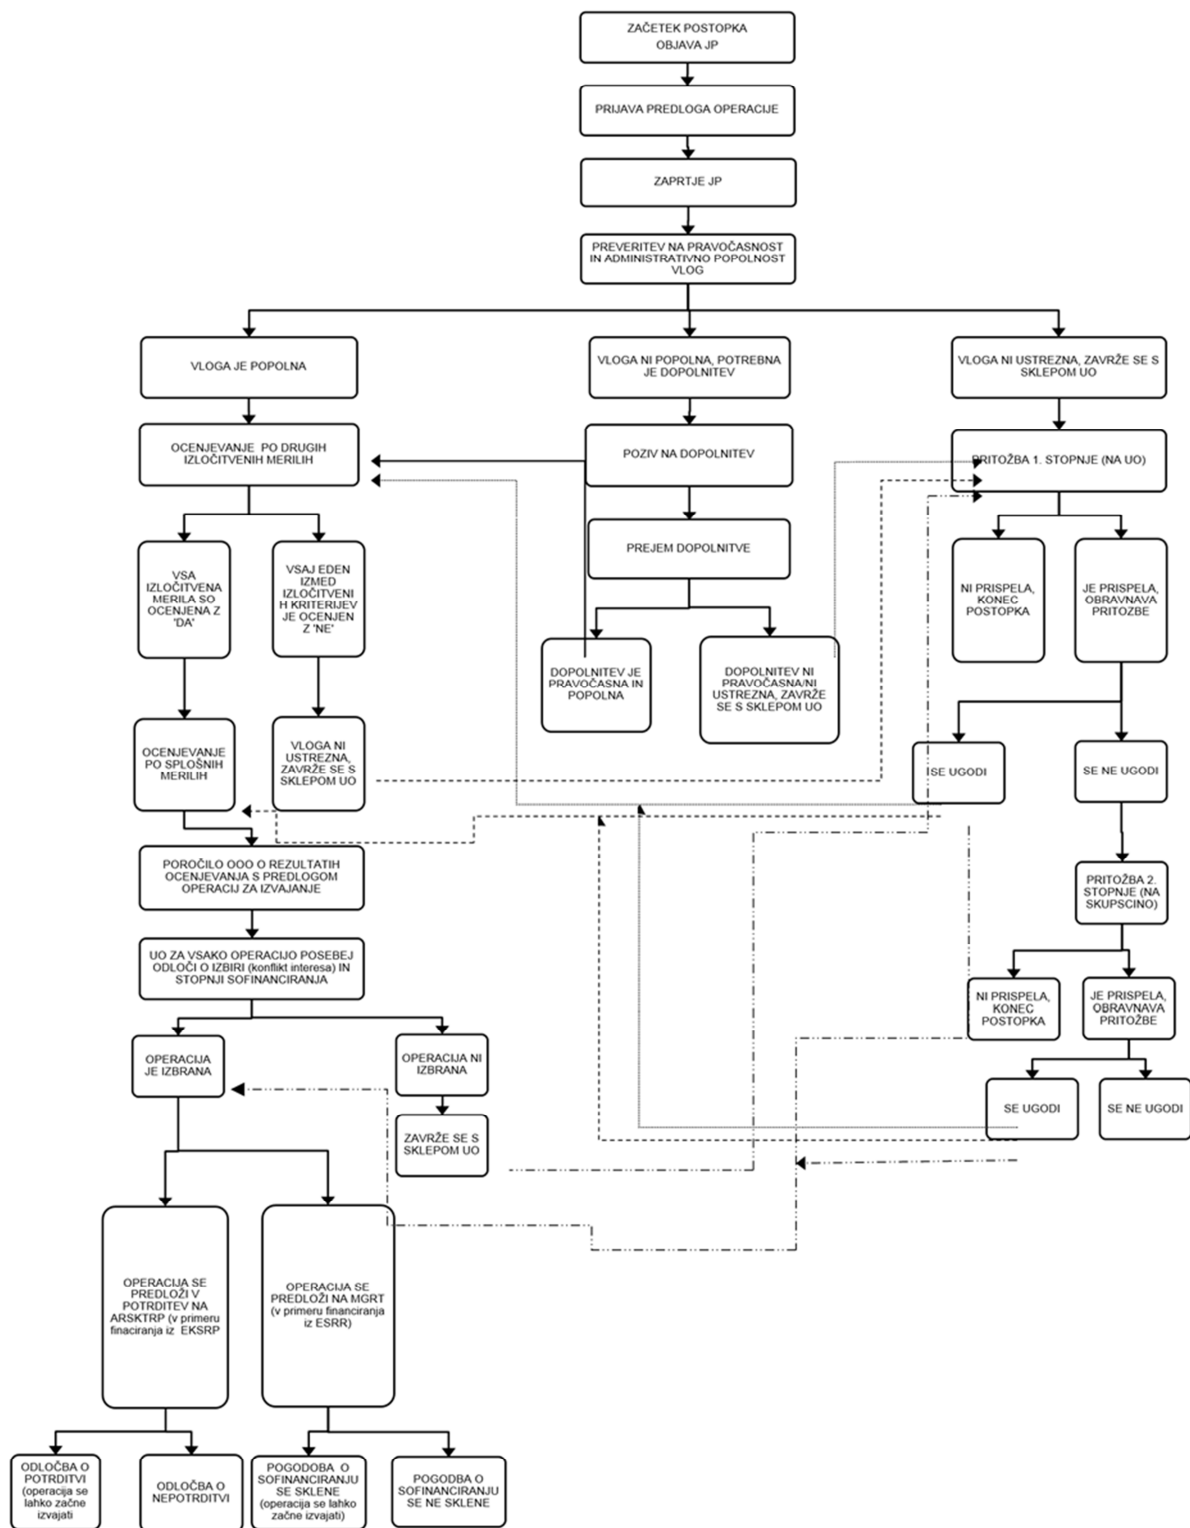 ZAČETEK POSTOPKA
OBJAVA JP
PRIJAVA PREDLOGA OPERACIJE
ZAPRTJE JP
PREVERITEV NA PRAVOČASNOST
IN ADMINISTRATIVNO POPOLNOST
VLOG
VLOGA JE POPOLNA
VLOGA NI POPOLNA, POTREBNA
JE DOPOLNITEV
VLOGA NI USTREZNA, ZAVRŽE SE S
SKLEPOM UO
OCENJEVANJE PO DRUGIH
IZLOČITVENIH MERILIH
POZIV NA DOPOLNITEV
PRITOŽBA 1. STOPNJE (NA UO)
VSA
IZLOČITVENA
MERILA SO
OCENJENA Z
'DA'
VSAJ EDEN
IZMED
IZLOČITVENI
H KRITERIJEV
JE OCENJEN
Z 'NE'
PREJEM DOPOLNITVE
NI PRISPELA,
KONEC
POSTOPKA
JE PRISPELA,
OBRAVNAVA
PRITOZBE
DOPOLNITEV JE
PRAVOČASNA IN
POPOLNA
DOPOLNITEV NI
PRAVOČASNA/NI
USTREZNA, ZAVRŽE
SE S SKLEPOM UO
OCENJEVANJE
PO SPLOŠNIH
MERILIH
VLOGA NI
USTREZNA,
ZAVRŽE SE S
SKLEPOM UO
SE UGODI
SE NE UGODI
POROČILO OOO O REZULTATIH
OCENJEVANJA S PREDLOGOM
OPERACIJ ZA IZVAJANJE
PRITOŽBA 2.
STOPNJE (NA
SKUPSCINO)
UO ZA VSAKO OPERACIJO POSEBEJ
ODLOČI O IZBIRI (konflikt interesa) IN
STOPNJI SOFINANCIRANJA
NI PRISPELA,
KONEC
POSTOPKA
JE PRISPELA,
OBRAVNAVA
PRITOŽBE
OPERACIJA
JE IZBRANA
OPERACIJA NI
IZBRANA
SE UGODI
SE NE UGODI
ZAVRŽE SE S
SKLEPOM UO
OPERACIJA SE
PREDLOŽI V
POTRDITEV NA
ARSKTRP (v primeru
finaciranja iz EKSRP
OPERACIJA SE
PREDLOŽI NA MGRT
(v primeru financiranja
iz ESRR)
ODLOČBA O
POTRDITVI
(operacija se
lahko začne
izvajati
ODLOČBA O
NEPOTRDITVI
POGODOBA O
SOFINANCIRANJU
SE SKLENE
(operacija se lahko
začne izvajati)
POGODBA O
SOFINANCIRANJU
SE NE SKLENE